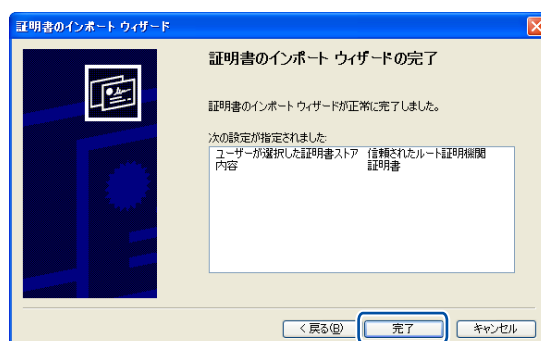 証明書のインポート ウィザード
証明書のインポート ウィザードの完了
証明書のインポート ウィザードが正常に完了しました。
次の設定が指定されました:
ユーザーが選択した証明書ストア 信頼されたルート証明機関
内容 証明書
< 戻る(B)
完了
キャンセル